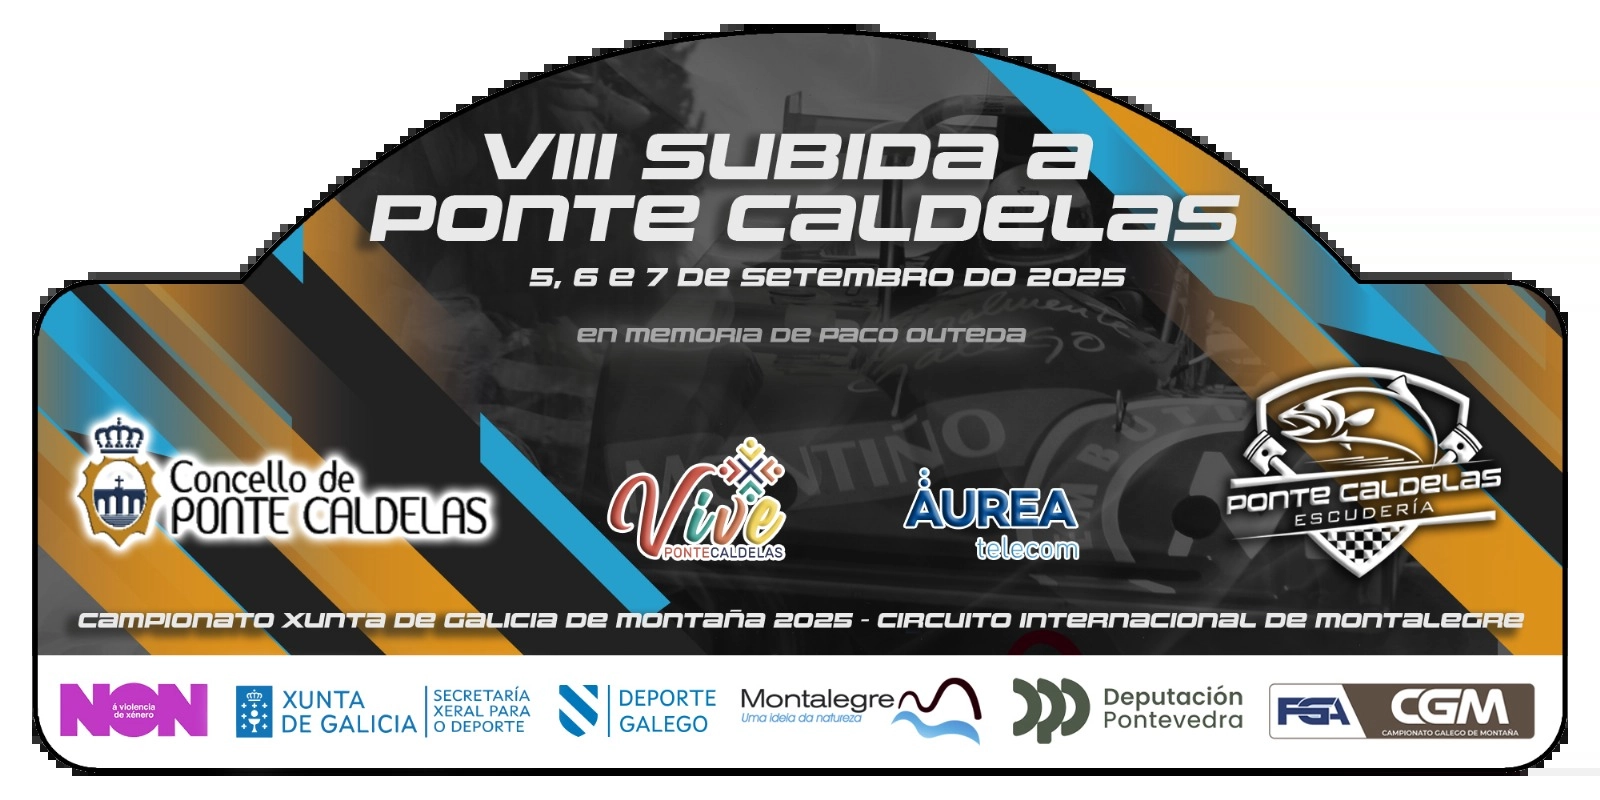 VIII SUBIDA A
PONTE CALDELAS
5, 6 E 7 DE SETEMBRO DO 2025
EN MEMORIA DE PACO OUTEDA
Concello de
PONTE CALDELAS
Vive
PONTECALDELAS
ÁUREA
telecom
PONTE CALDELAS
ESCUDERÍA
CAMPIONATO XUNTA DE GALICIA DE MONTAÑA 2025 - CIRCUITO INTERNACIONAL DE MONTALEGRE
NON
á violencia
de xénero
XUNTA
DE GALICIA
SECRETARÍA
XERAL PARA
O DEPORTE
DEPORTE
GALEGO
Montalegre
Uma ideia da natureza
Deputación
Pontevedra
FGA
CGM
CAMPIONATO GALEGO DE MONTAÑA